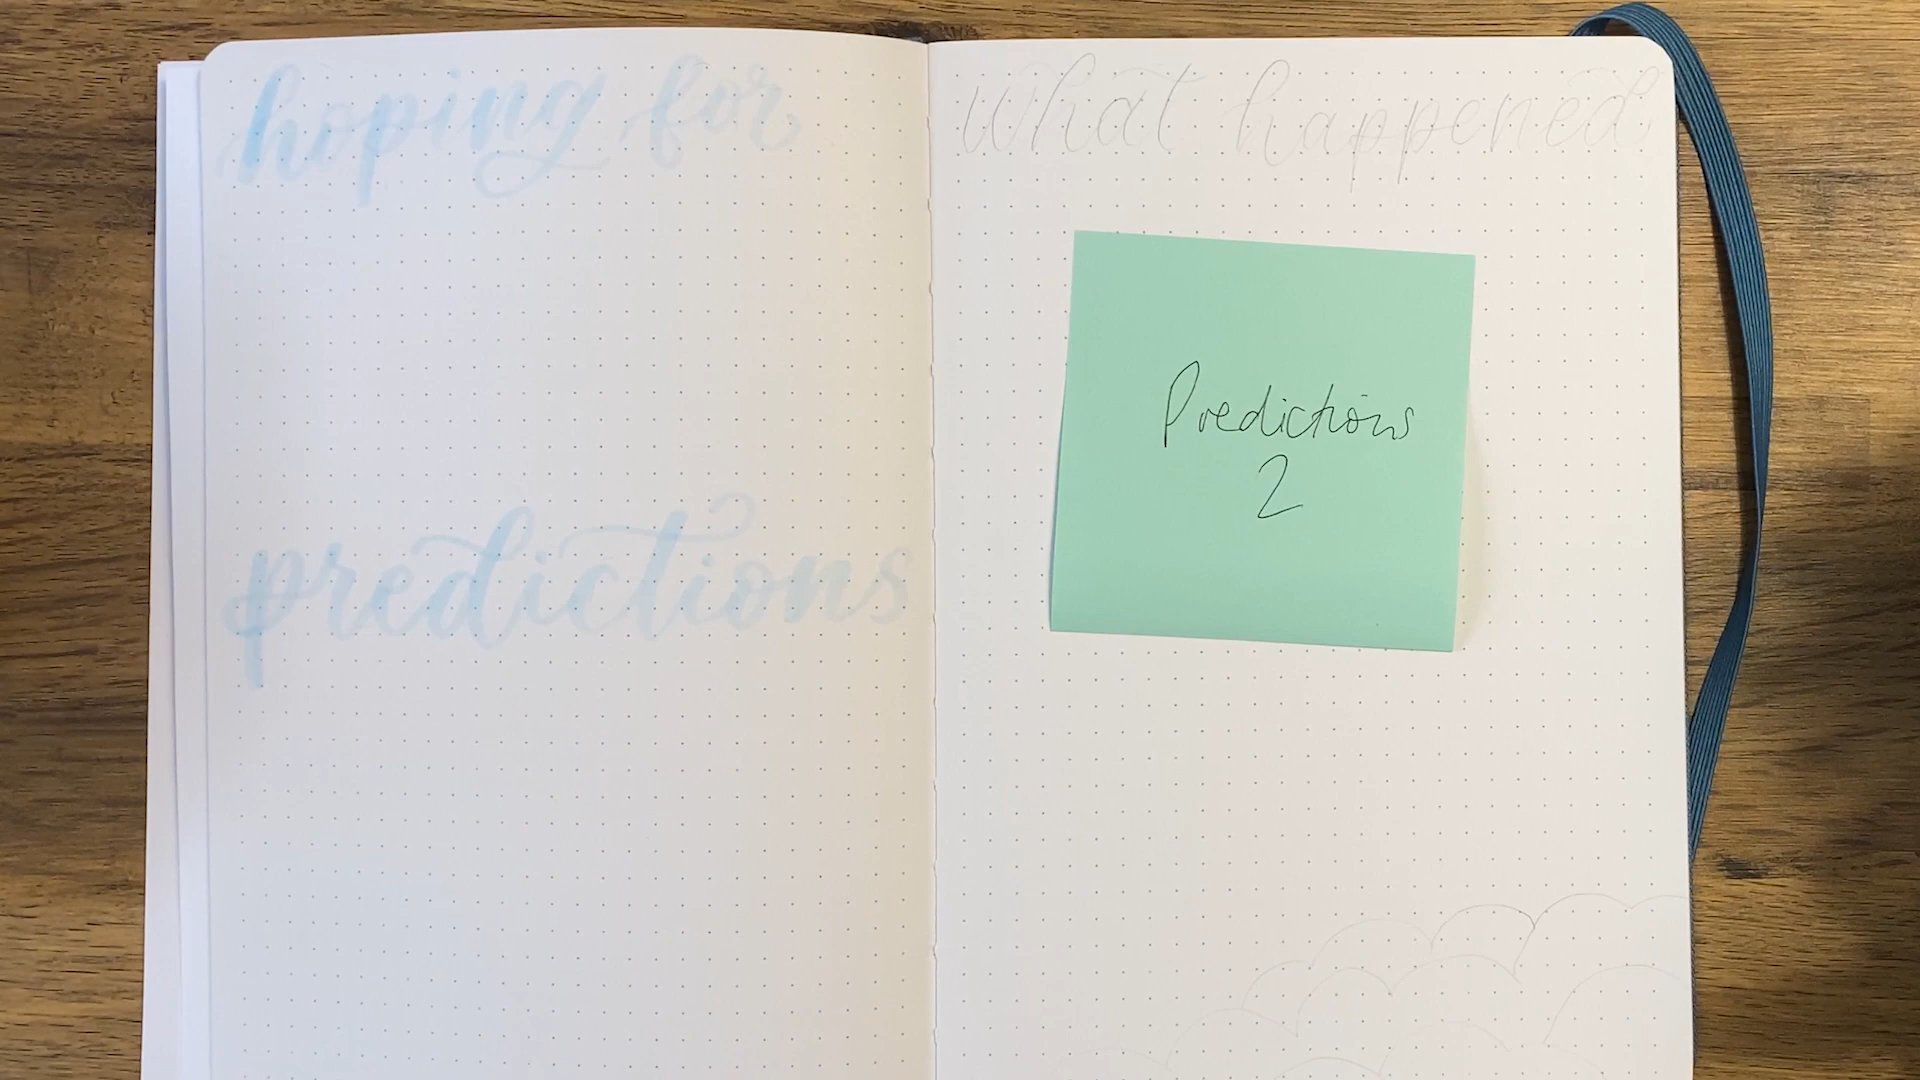 hoping for
predictions
What happened
Predictions
2